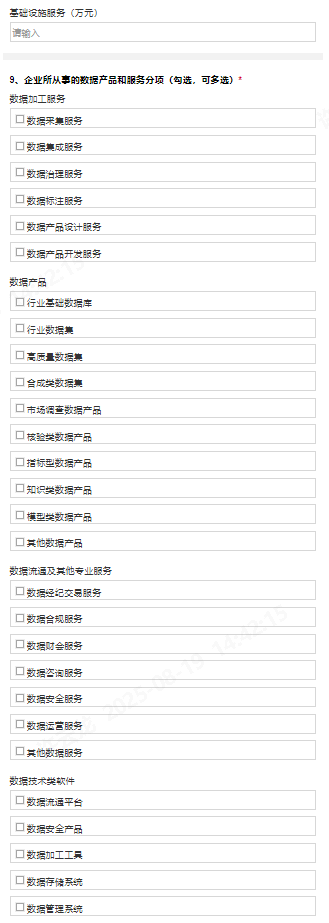 基础设施服务（万元）
请输入
9、企业所从事的数据产品和服务分项（勾选，可多选）*
数据加工服务
数据采集服务
数据集成服务
数据治理服务
数据标注服务
数据产品设计服务
数据产品开发服务
数据产品
行业基础数据库
行业数据集
高质量数据集
合成类数据集
市场调查数据产品
核验类数据产品
指标型数据产品
知识类数据产品
模型类数据产品
其他数据产品
数据流通及其他专业服务
数据经纪交易服务
数据合规服务
数据财会服务
数据咨询服务
数据安全服务
数据运营服务
其他数据服务
2025-08-19 14:42:15
数据技术类软件
数据流通平台
数据安全产品
数据加工工具
数据存储系统
数据管理系统